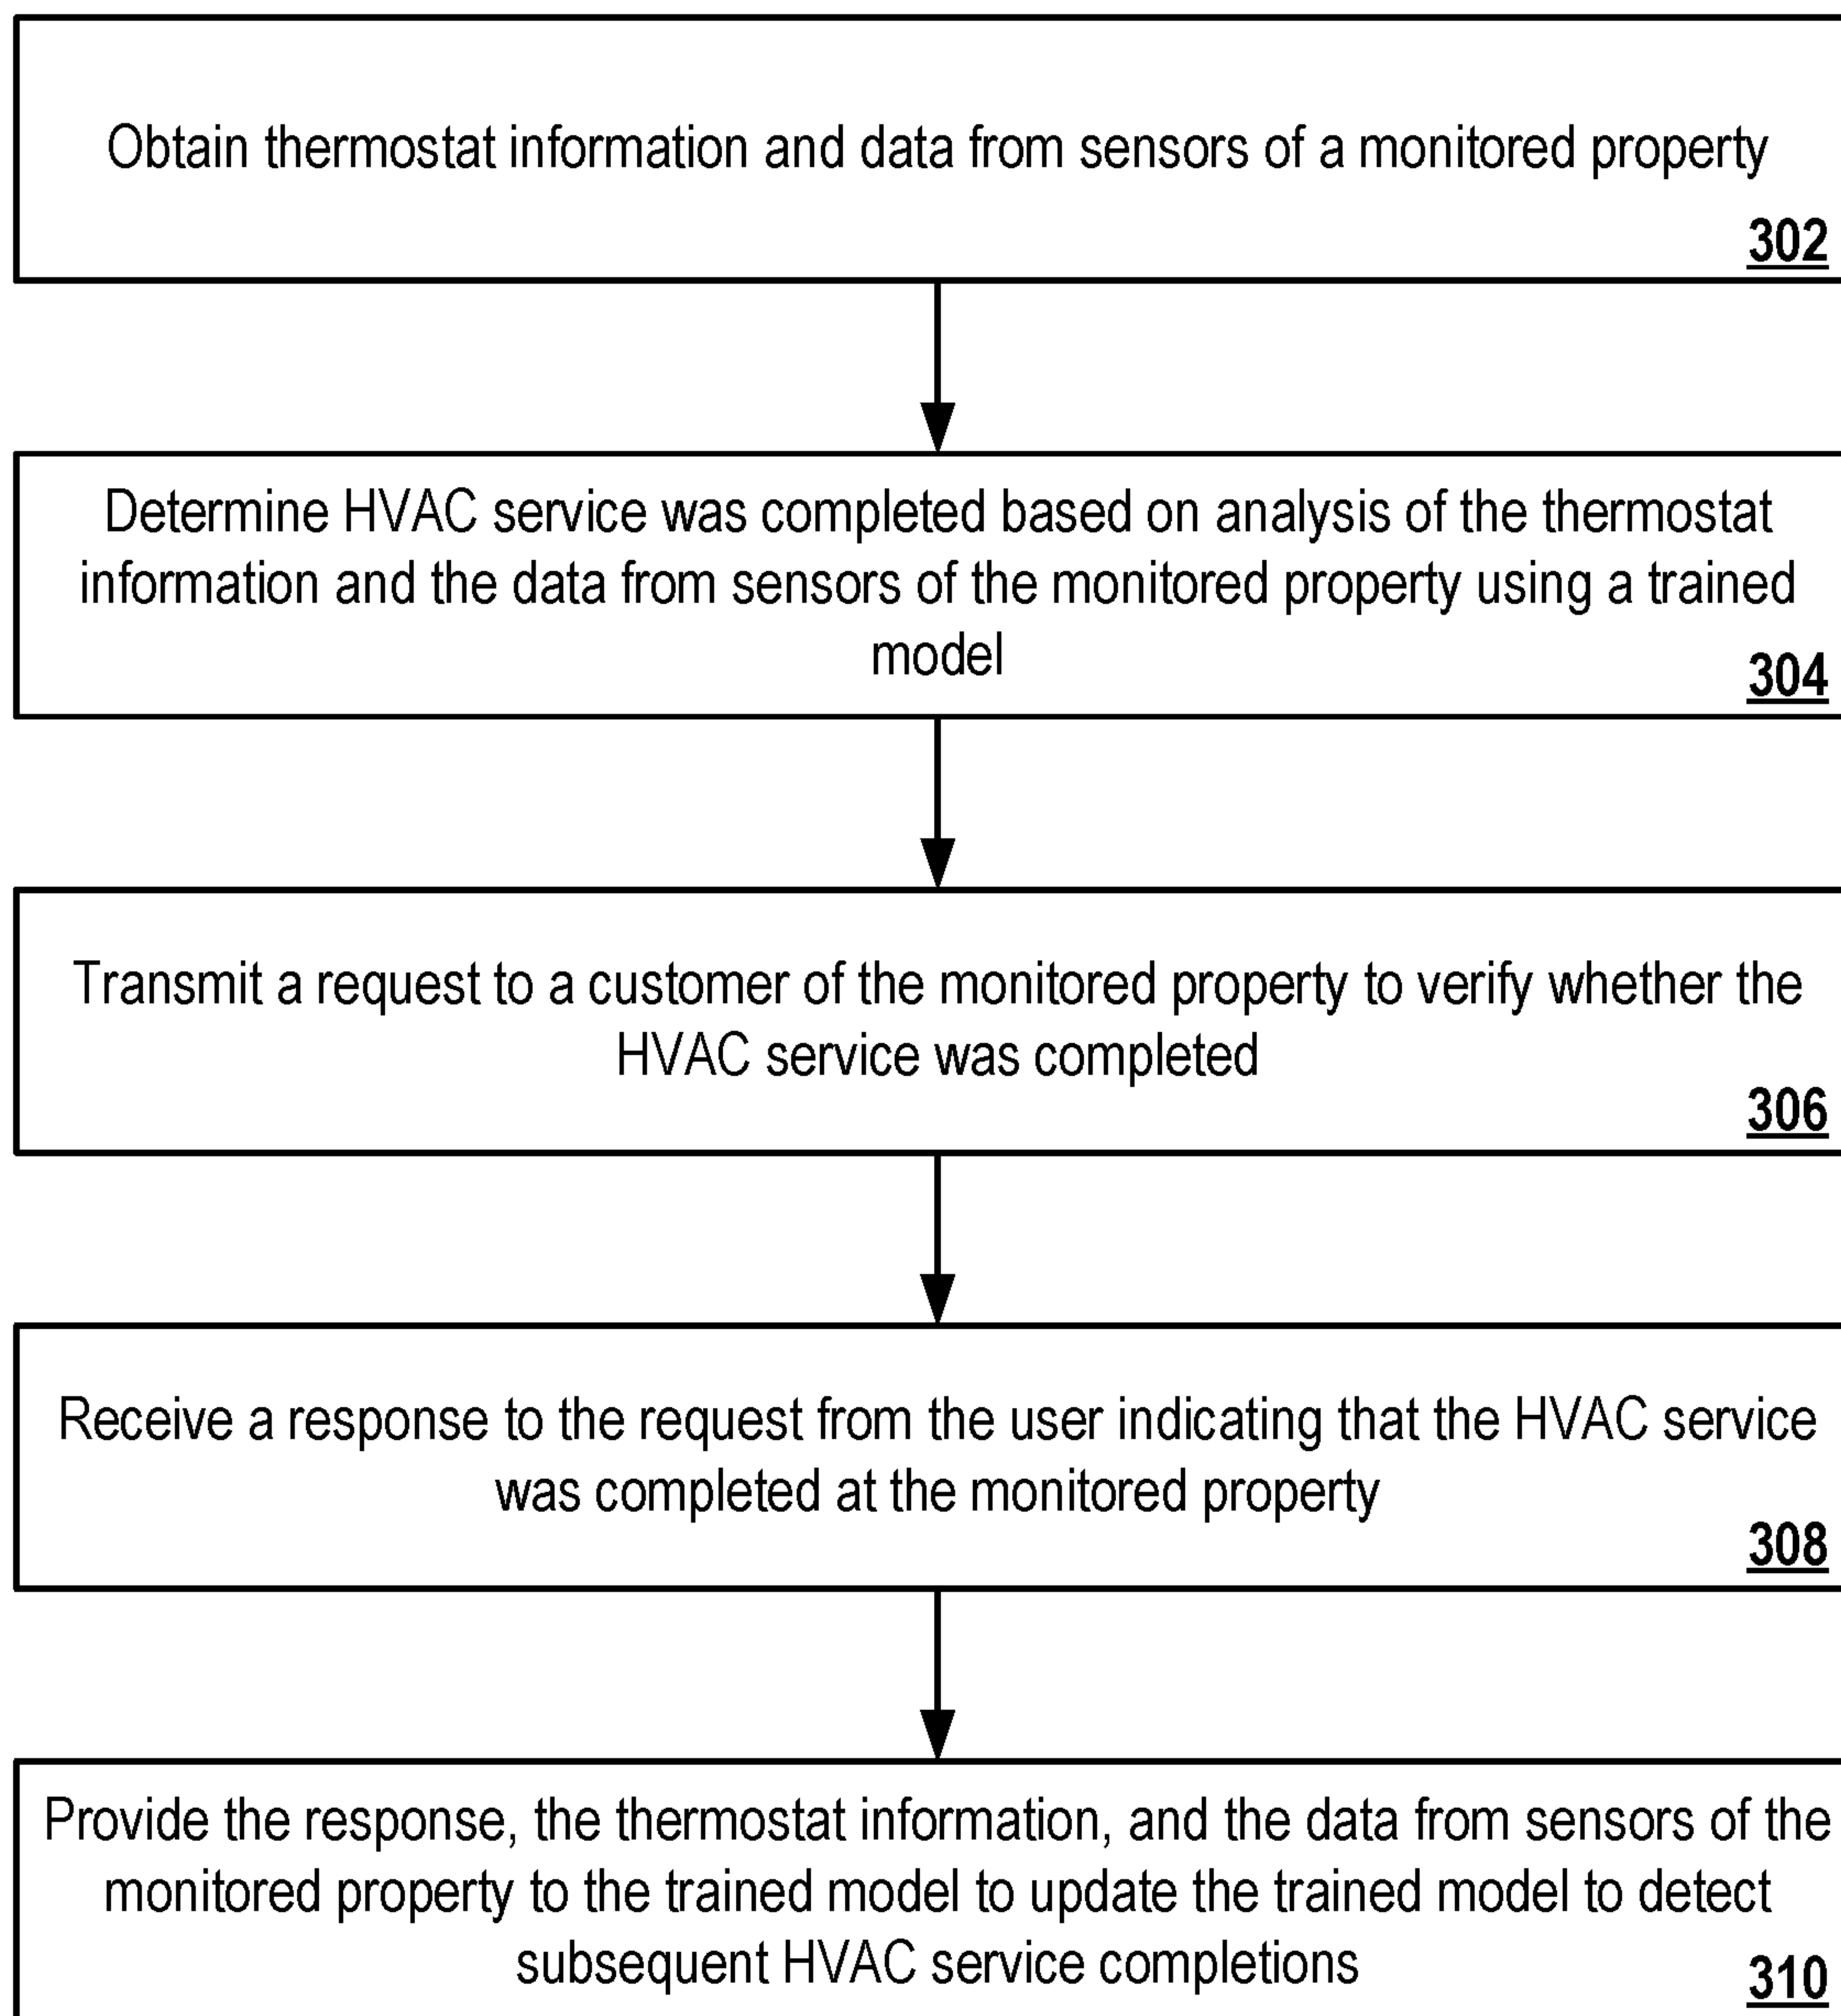 Obtain thermostat information and data from sensors of a monitored property
302
Determine HVAC service was completed based on analysis of the thermostat
information and the data from sensors of the monitored property using a trained
model
304
Transmit a request to a customer of the monitored property to verify whether the
HVAC service was completed
306
Receive a response to the request from the user indicating that the HVAC service
was completed at the monitored property
308
Provide the response, the thermostat information, and the data from sensors of the
monitored property to the trained model to update the trained model to detect
subsequent HVAC service completions
310